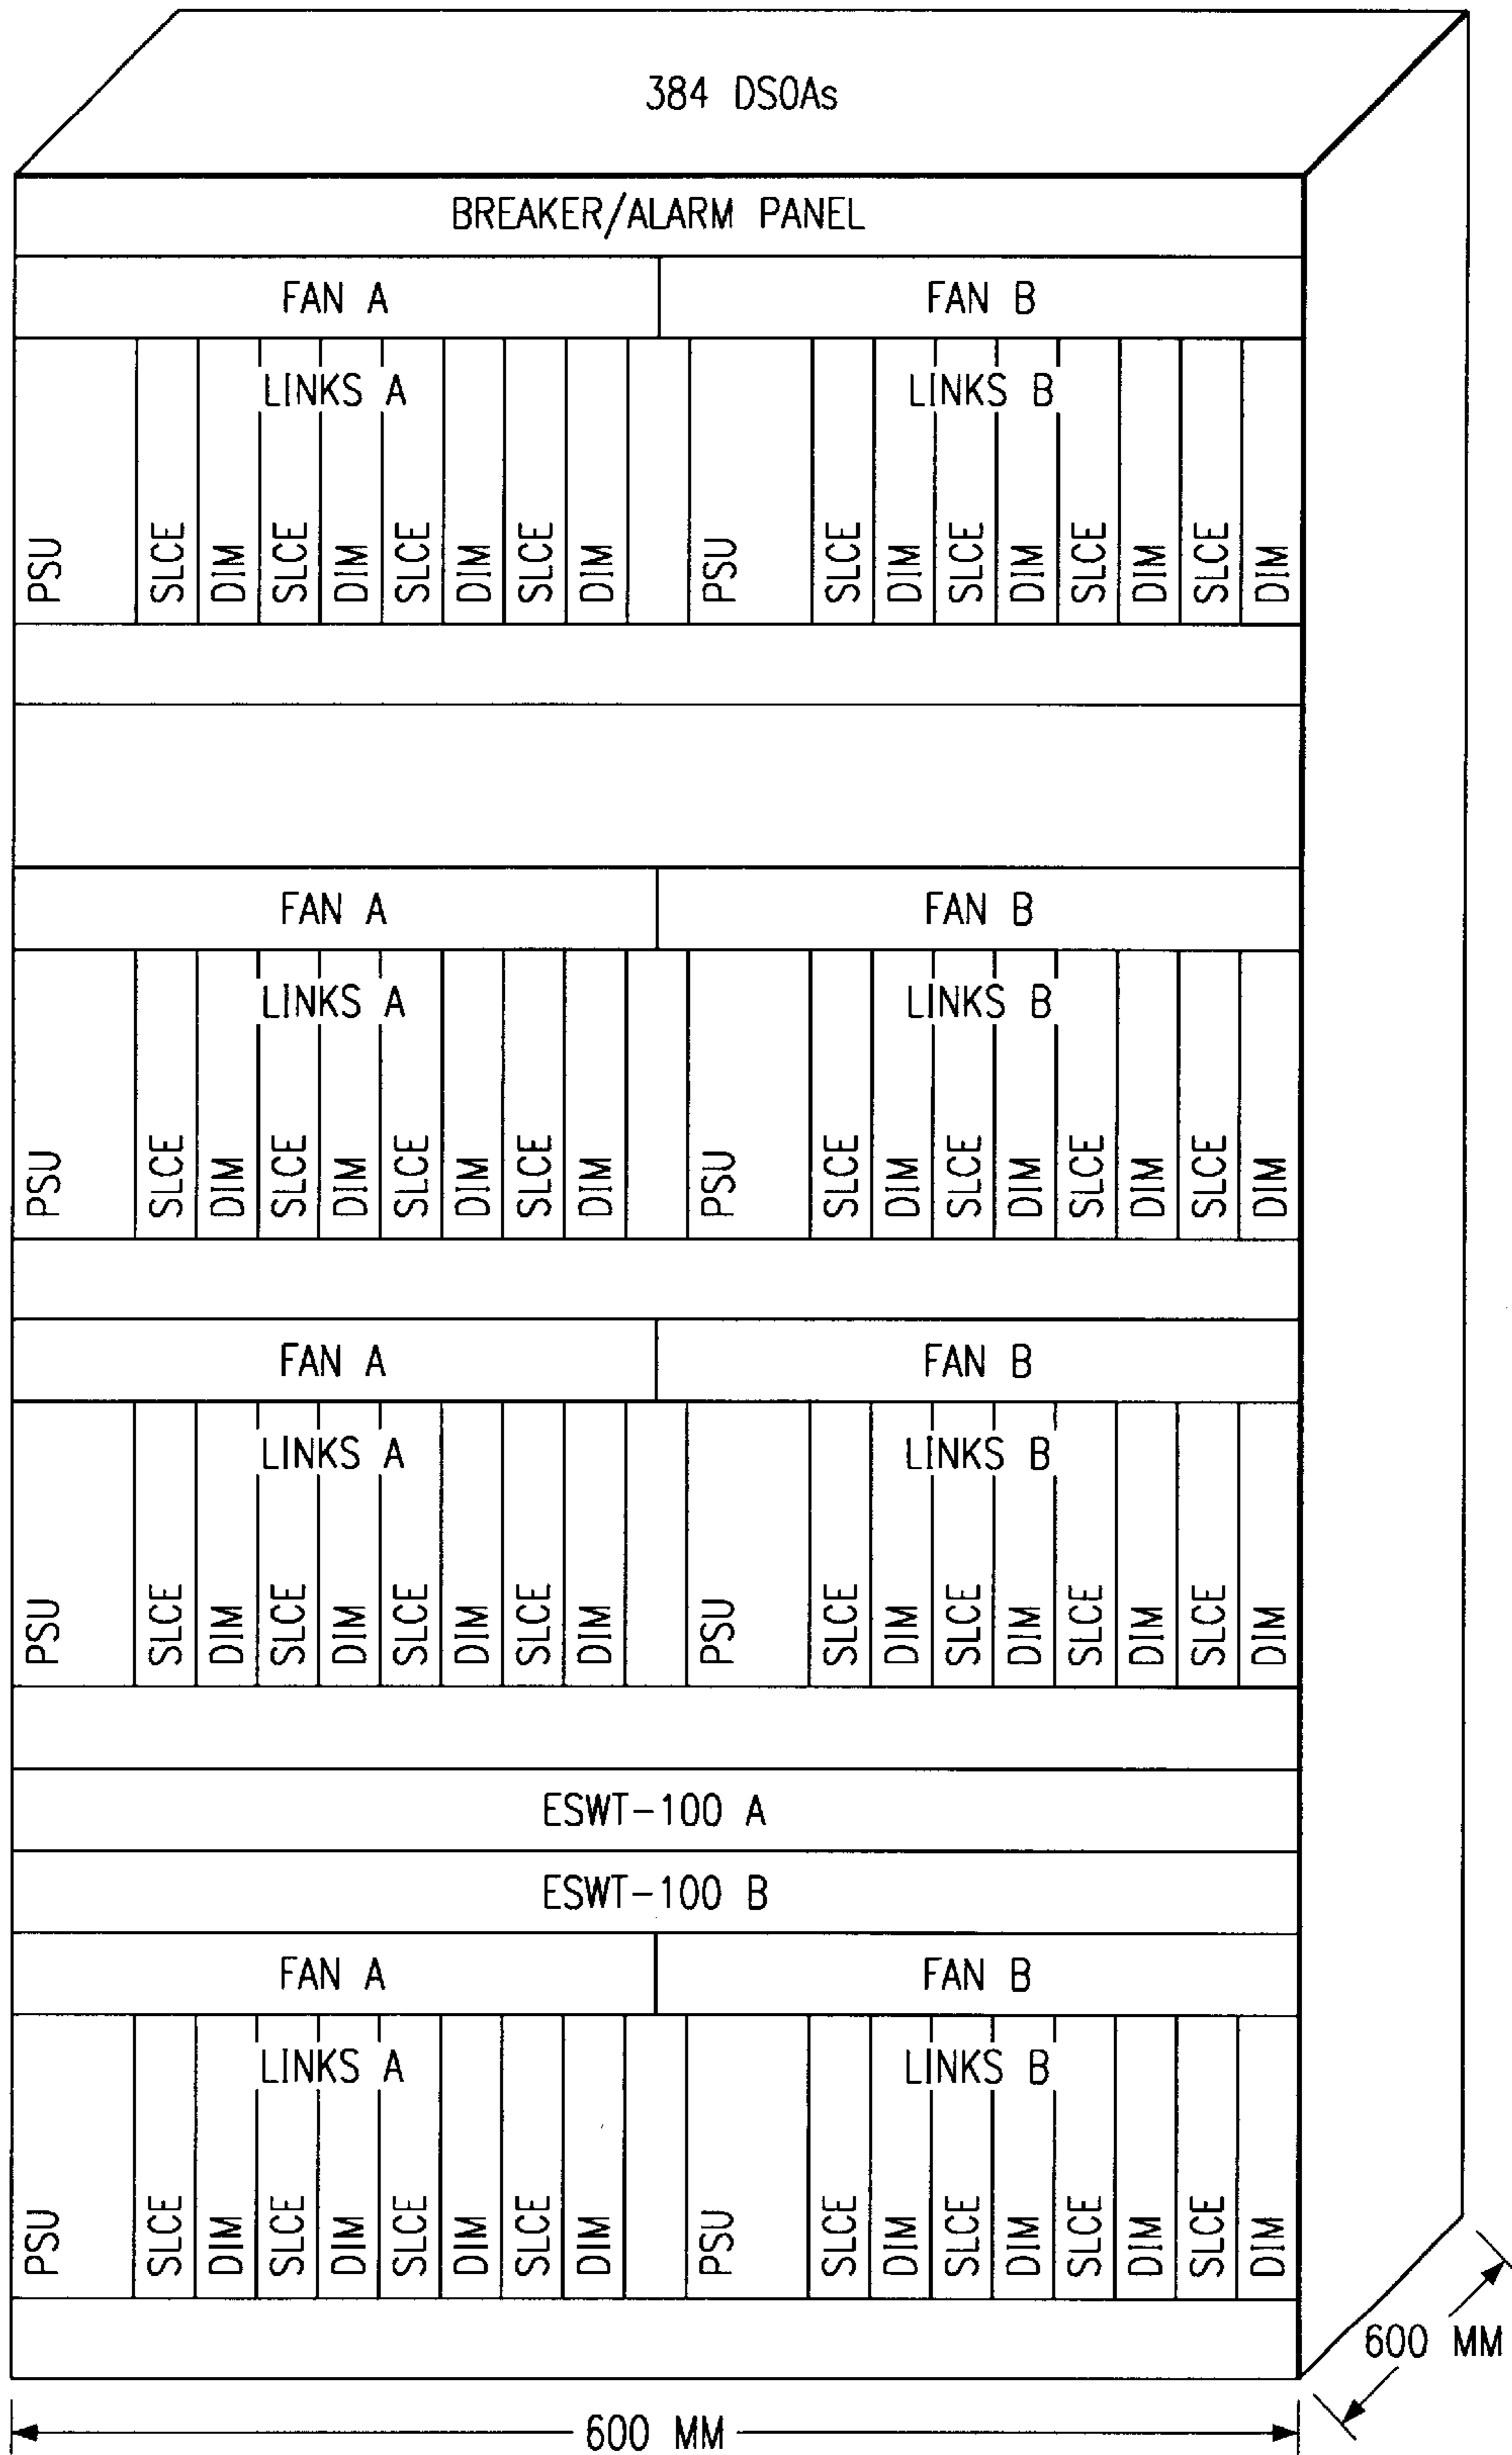 384 DS0As
BREAKER/ALARM PANEL
FAN A FAN B
LINKS A LINKS B
PSU SLCE DIM SLCE DIM SLCE DIM SLCE DIM PSU SLCE DIM SLCE DIM SLCE DIM SLCE DIM
FAN A FAN B
LINKS A LINKS B
PSU SLCE DIM SLCE DIM SLCE DIM SLCE DIM PSU SLCE DIM SLCE DIM SLCE DIM SLCE DIM
FAN A FAN B
LINKS A LINKS B
PSU SLCE DIM SLCE DIM SLCE DIM SLCE DIM PSU SLCE DIM SLCE DIM SLCE DIM SLCE DIM
ESWT-100 A
ESWT-100 B
FAN A FAN B
LINKS A LINKS B
PSU SLCE DIM SLCE DIM SLCE DIM SLCE DIM PSU SLCE DIM SLCE DIM SLCE DIM SLCE DIM
600 MM
600 MM